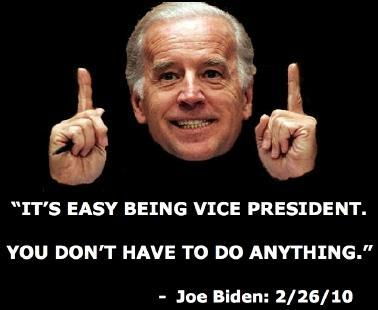 “IT’S EASY BEING VICE PRESIDENT.
YOU DON’T HAVE TO DO ANYTHING.”
- Joe Biden: 2/26/10